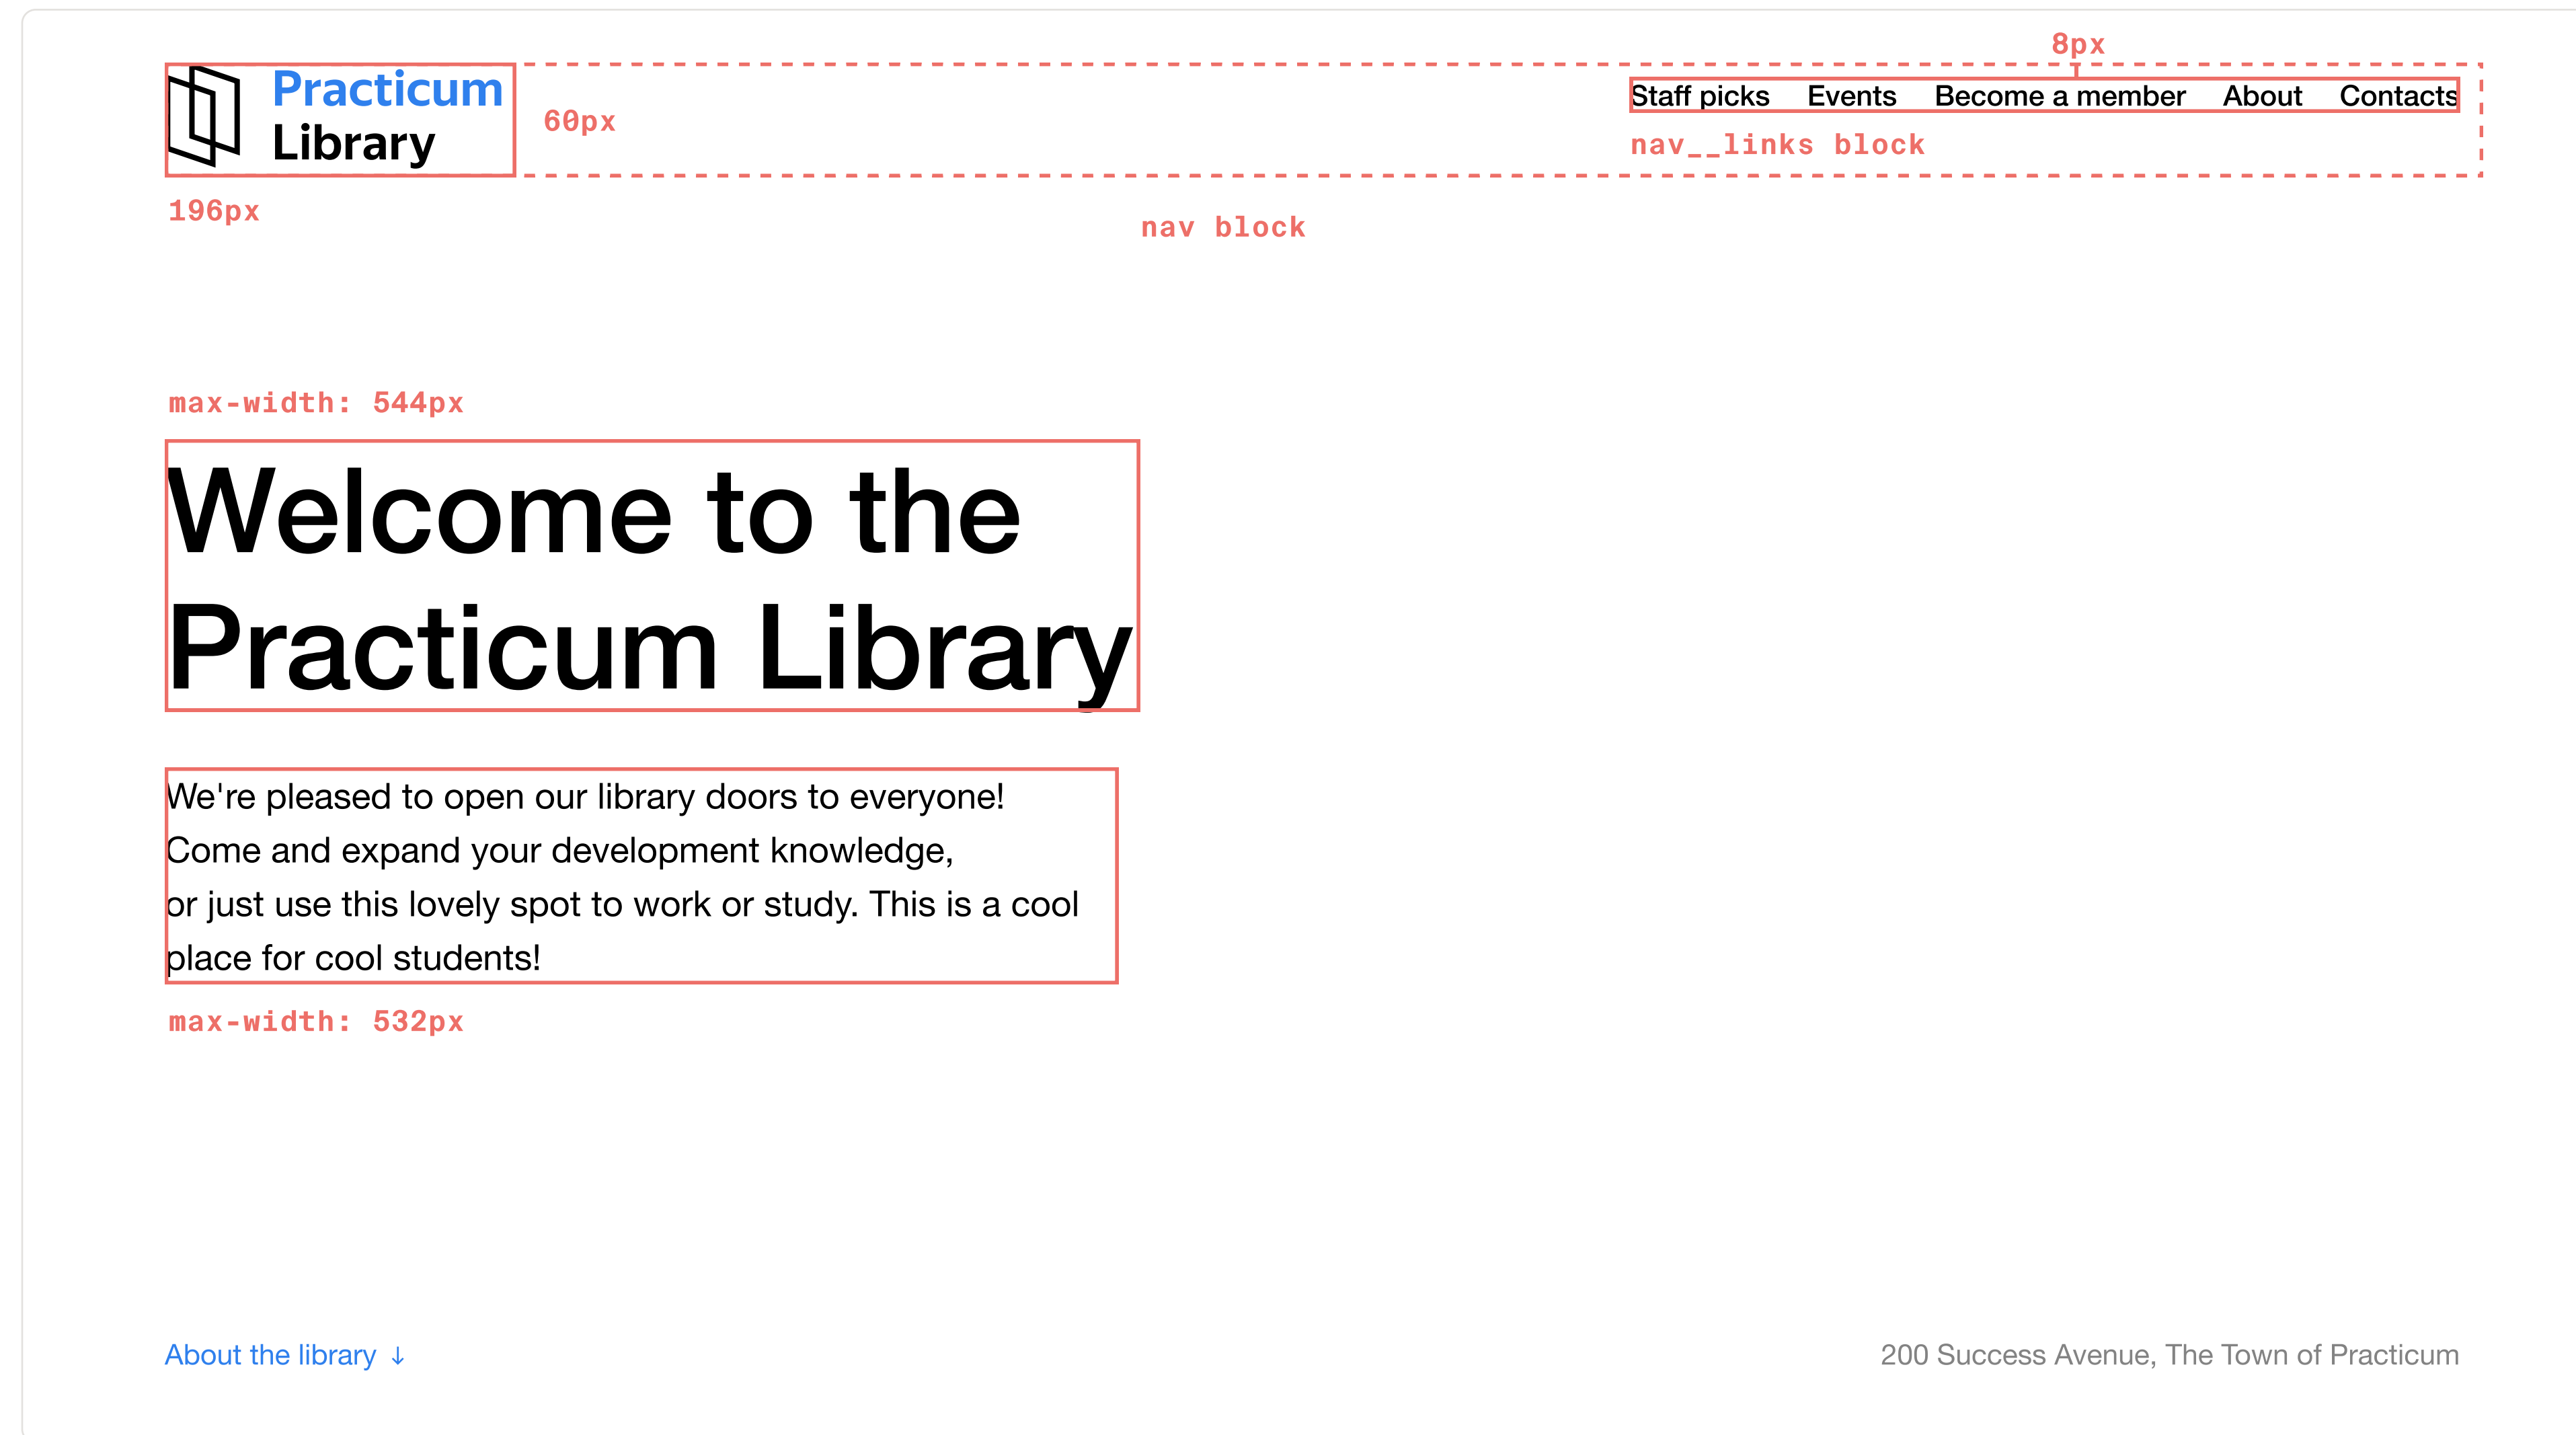 8px
Practicum
Library
60px
Staff picks Events Become a member About Contacts
nav__links block
196px
nav block
max-width: 544px
Welcome to the
Practicum Library
We're pleased to open our library doors to everyone!
Come and expand your development knowledge,
or just use this lovely spot to work or study. This is a cool
place for cool students!
max-width: 532px
About the library ↓
200 Success Avenue, The Town of Practicum